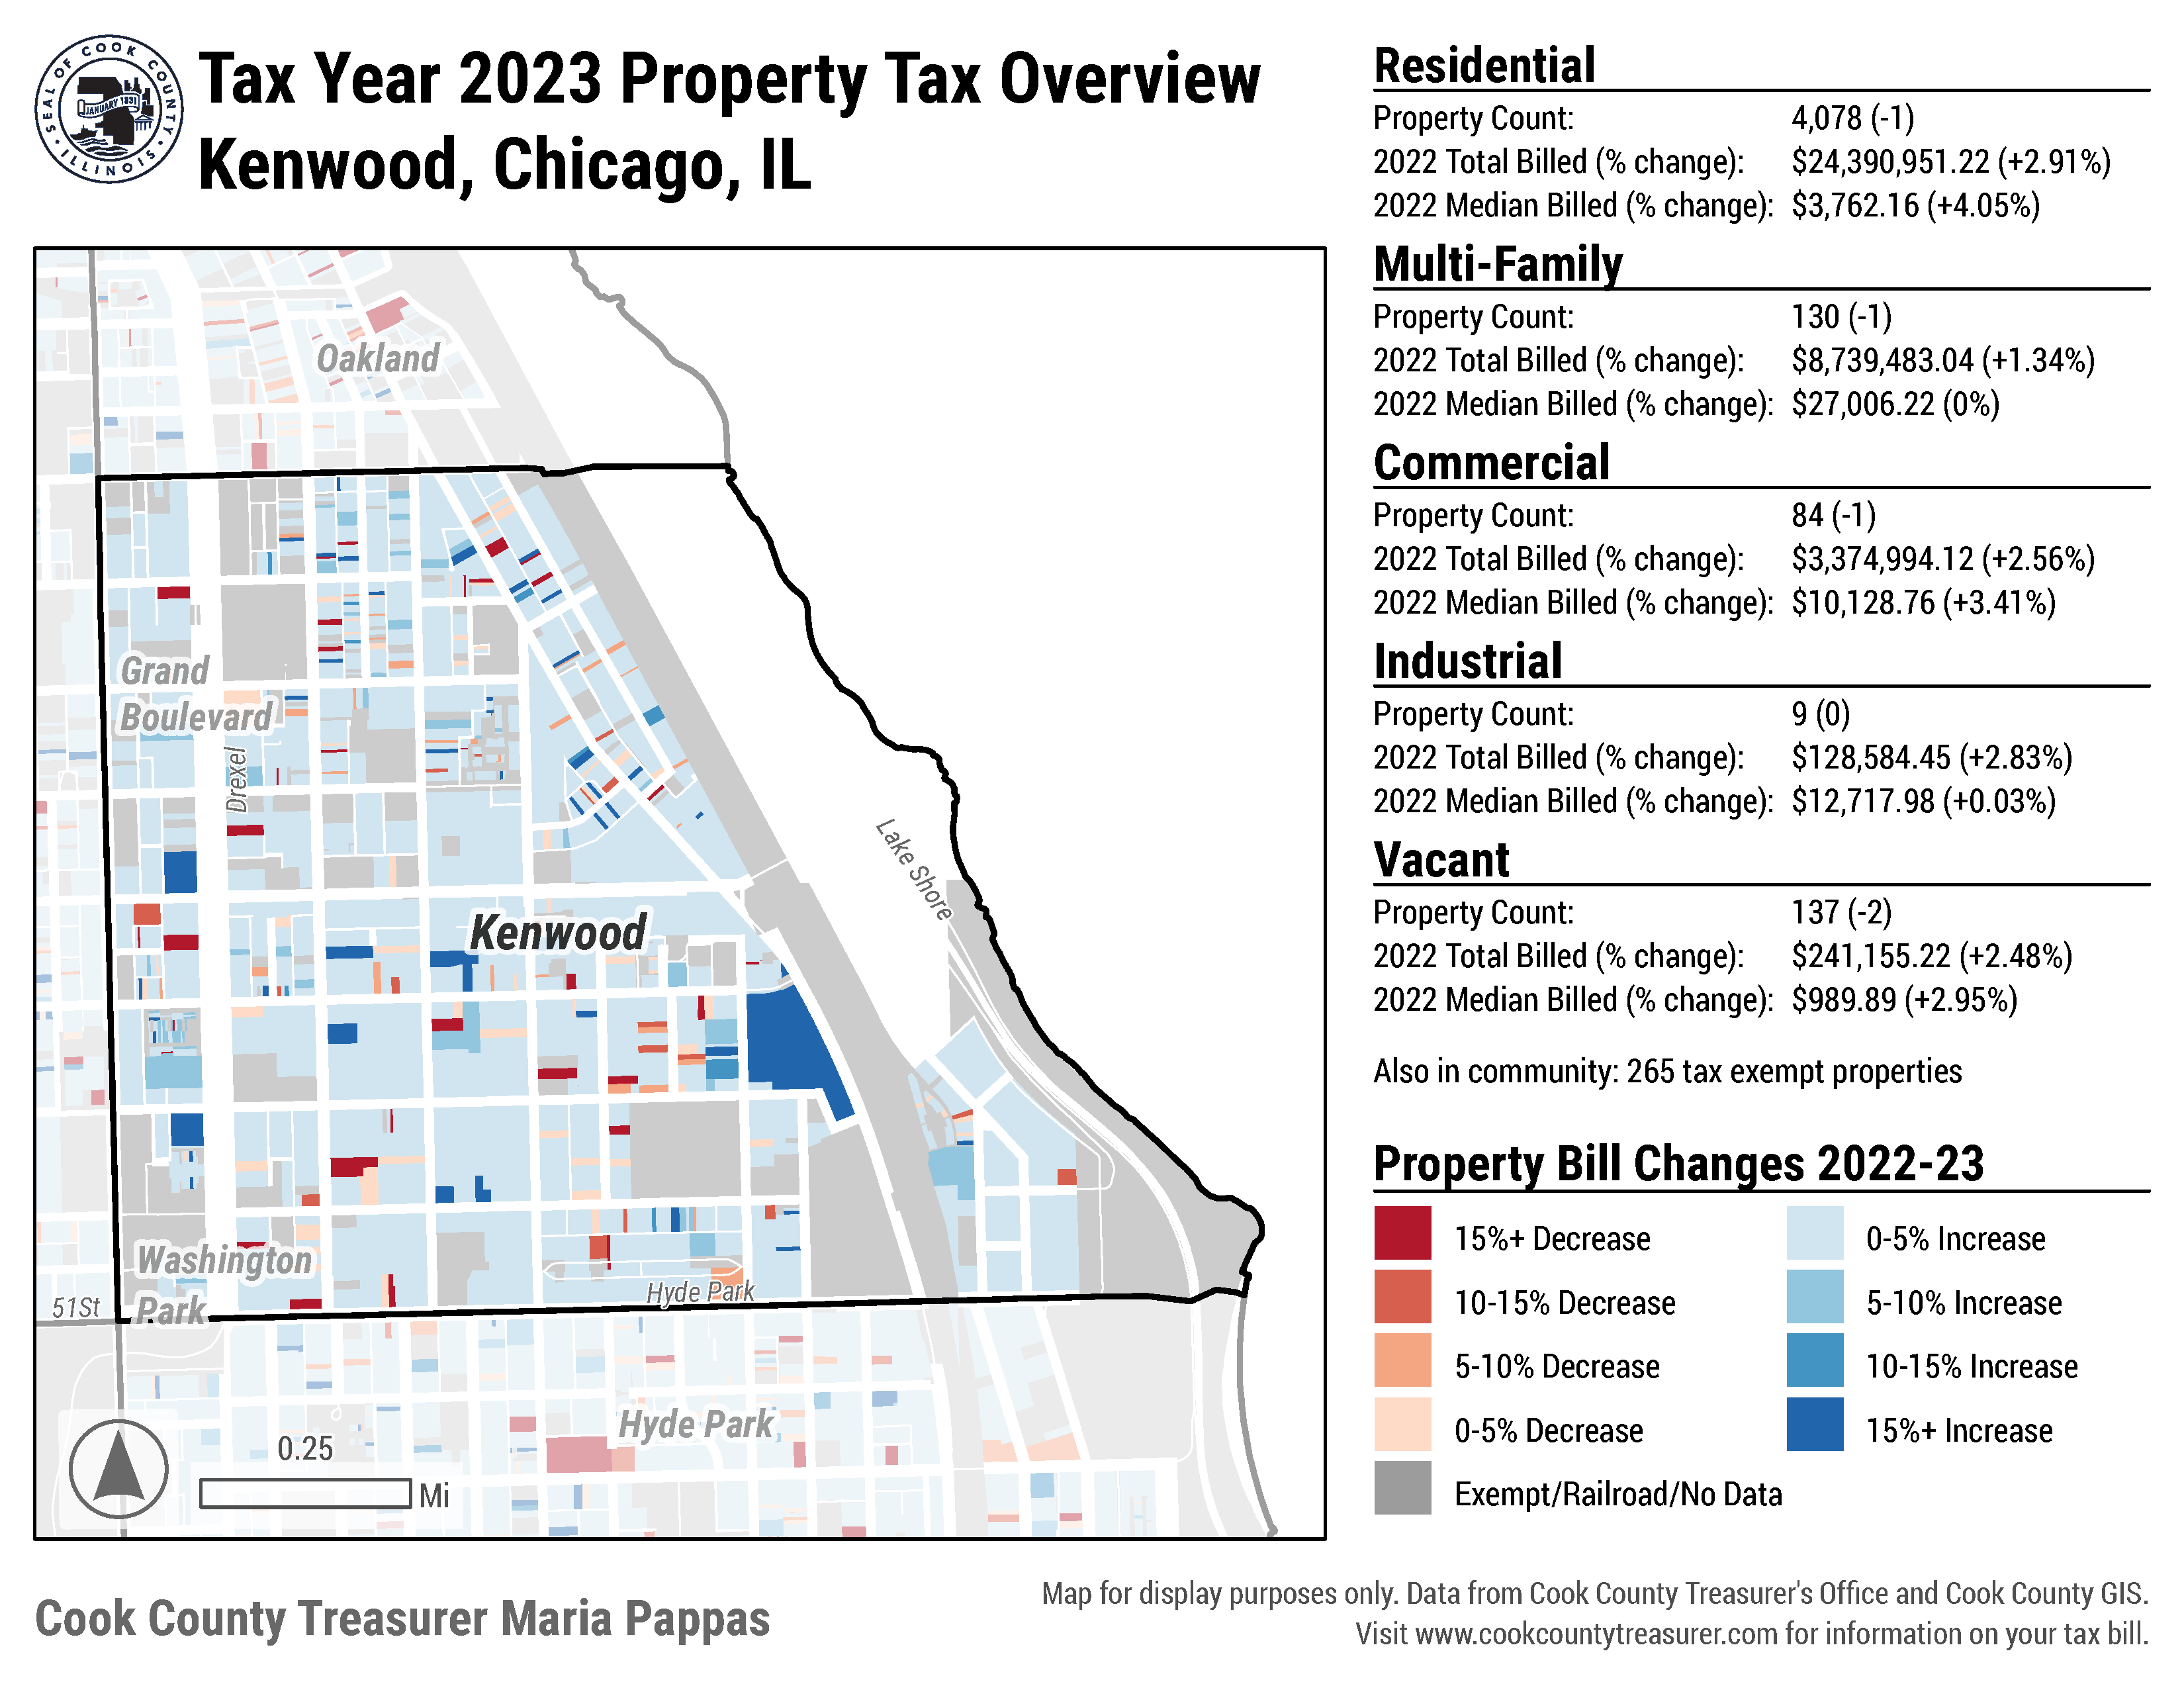 SEAL OF COOK COUNTY
• ILLINOIS •
JANUARY 1831
Tax Year 2023 Property Tax Overview
Kenwood, Chicago, IL
Oakland
Grand
Boulevard
Drexel
Lake Shore
Kenwood
Washington
Park
51St
Hyde Park
Hyde Park
0.25
Mi
Residential
Property Count: 4,078 (-1)
2022 Total Billed (% change): $24,390,951.22 (+2.91%)
2022 Median Billed (% change): $3,762.16 (+4.05%)
Multi-Family
Property Count: 130 (-1)
2022 Total Billed (% change): $8,739,483.04 (+1.34%)
2022 Median Billed (% change): $27,006.22 (0%)
Commercial
Property Count: 84 (-1)
2022 Total Billed (% change): $3,374,994.12 (+2.56%)
2022 Median Billed (% change): $10,128.76 (+3.41%)
Industrial
Property Count: 9 (0)
2022 Total Billed (% change): $128,584.45 (+2.83%)
2022 Median Billed (% change): $12,717.98 (+0.03%)
Vacant
Property Count: 137 (-2)
2022 Total Billed (% change): $241,155.22 (+2.48%)
2022 Median Billed (% change): $989.89 (+2.95%)
Also in community: 265 tax exempt properties
Property Bill Changes 2022-23
15%+ Decrease
10-15% Decrease
5-10% Decrease
0-5% Decrease
Exempt/Railroad/No Data
0-5% Increase
5-10% Increase
10-15% Increase
15%+ Increase
Cook County Treasurer Maria Pappas
Map for display purposes only. Data from Cook County Treasurer's Office and Cook County GIS.
Visit www.cookcountytreasurer.com for information on your tax bill.